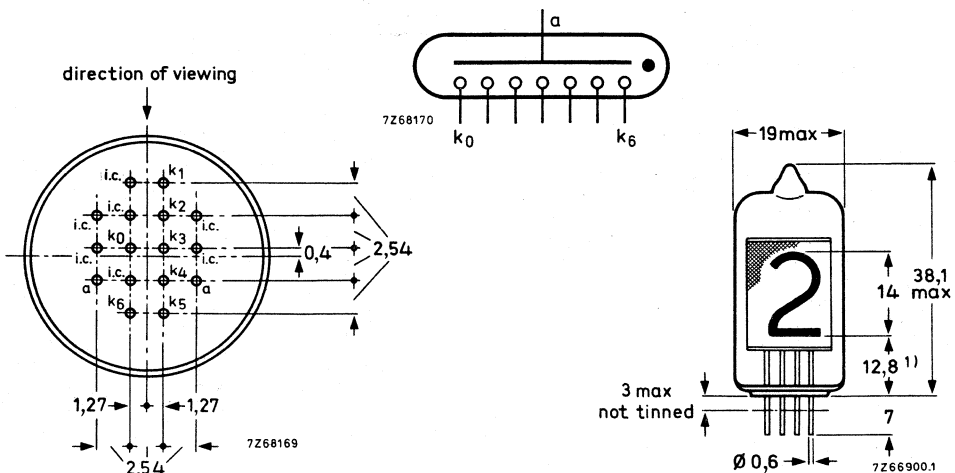 direction of viewing
i.c. k1
i.c. k2
i.c. i.c.
k0 k3
i.c. i.c.
i.c. k4
a a
k6 k5
0,4
2,54
1,27 1,27
2,54
7Z68169
a
7Z68170
k0 k6
19max
2
14
38,1
max
12,8 1)
3 max
not tinned
7
Ø 0,6
7Z66900.1